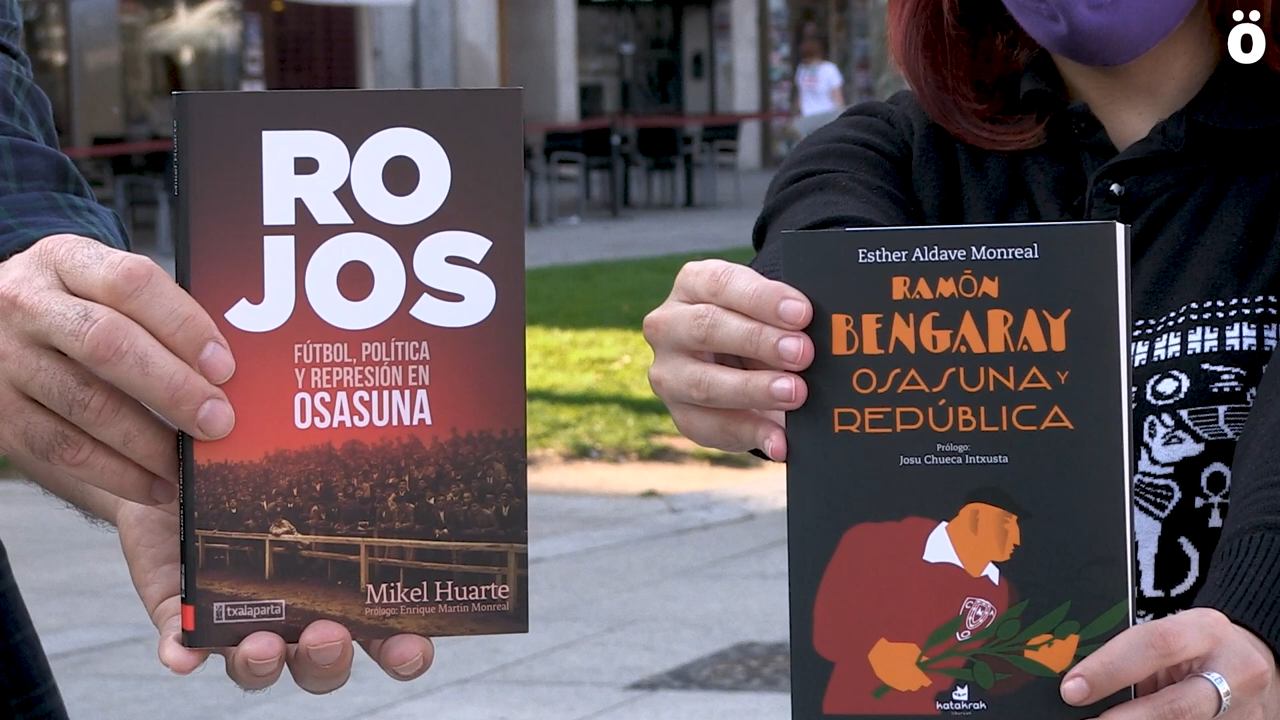 ö
RO
JOS
FÚTBOL, POLÍTICA
Y REPRESIÓN EN
OSASUNA
Mikel Huarte
Prólogo: Enrique Martín Monreal
txalaparta
Esther Aldave Monreal
RAMÓN
BENGARAY
OSASUNA Y
REPÚBLICA
Prólogo:
Josu Chueca Intxusta
katakrak